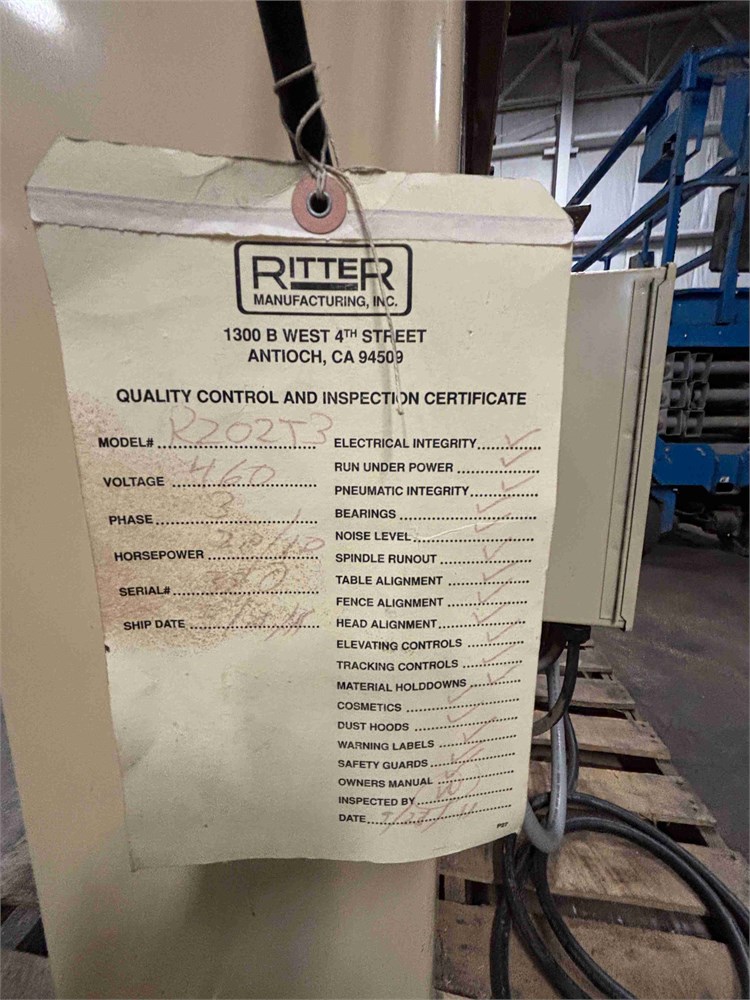 RITTER
MANUFACTURING, INC.
1300 B WEST 4TH STREET
ANTIOCH, CA 94509
QUALITY CONTROL AND INSPECTION CERTIFICATE
MODEL# R202T3
VOLTAGE 460
PHASE 3
HORSEPOWER
SERIAL#
SHIP DATE
ELECTRICAL INTEGRITY ✓
RUN UNDER POWER ✓
PNEUMATIC INTEGRITY ✓
BEARINGS ✓
NOISE LEVEL ✓
SPINDLE RUNOUT ✓
TABLE ALIGNMENT ✓
FENCE ALIGNMENT ✓
HEAD ALIGNMENT ✓
ELEVATING CONTROLS ✓
TRACKING CONTROLS ✓
MATERIAL HOLDDOWNS ✓
COSMETICS ✓
DUST HOODS ✓
WARNING LABELS ✓
SAFETY GUARDS ✓
OWNERS MANUAL ✓
INSPECTED BY
DATE